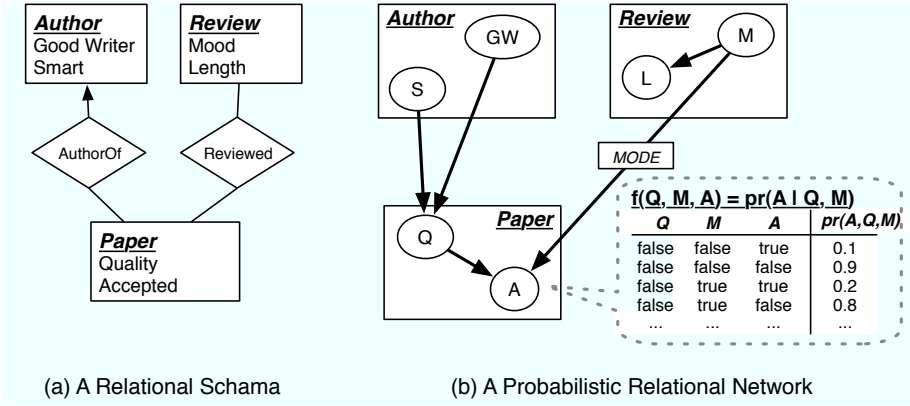 Author
Good Writer
Smart
Review
Mood
Length
AuthorOf
Reviewed
Paper
Quality
Accepted
(a) A Relational Schama
Author
GW
S
Review
M
L
MODE
Paper
Q
A
f(Q, M, A) = pr(A | Q, M)
Q M A pr(A,Q,M)
false false true 0.1
false false false 0.9
false true true 0.2
false true false 0.8
... ... ... ...
(b) A Probabilistic Relational Network